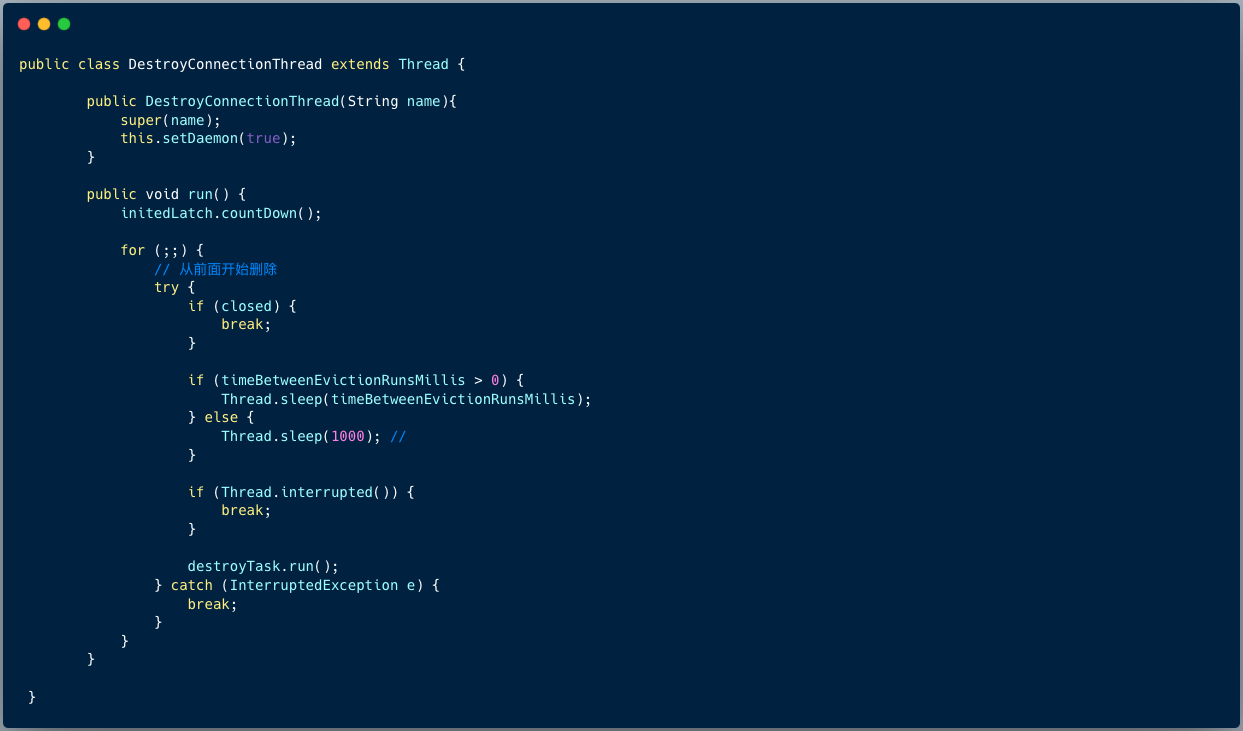 public class DestroyConnectionThread extends Thread {
public DestroyConnectionThread(String name){
super(name);
this.setDaemon(true);
}
public void run() {
initedLatch.countDown();
for (;;) {
// 从前面开始删除
try {
if (closed) {
break;
}
if (timeBetweenEvictionRunsMillis > 0) {
Thread.sleep(timeBetweenEvictionRunsMillis);
} else {
Thread.sleep(1000); //
}
if (Thread.interrupted()) {
break;
}
destroyTask.run();
} catch (InterruptedException e) {
break;
}
}
}
}